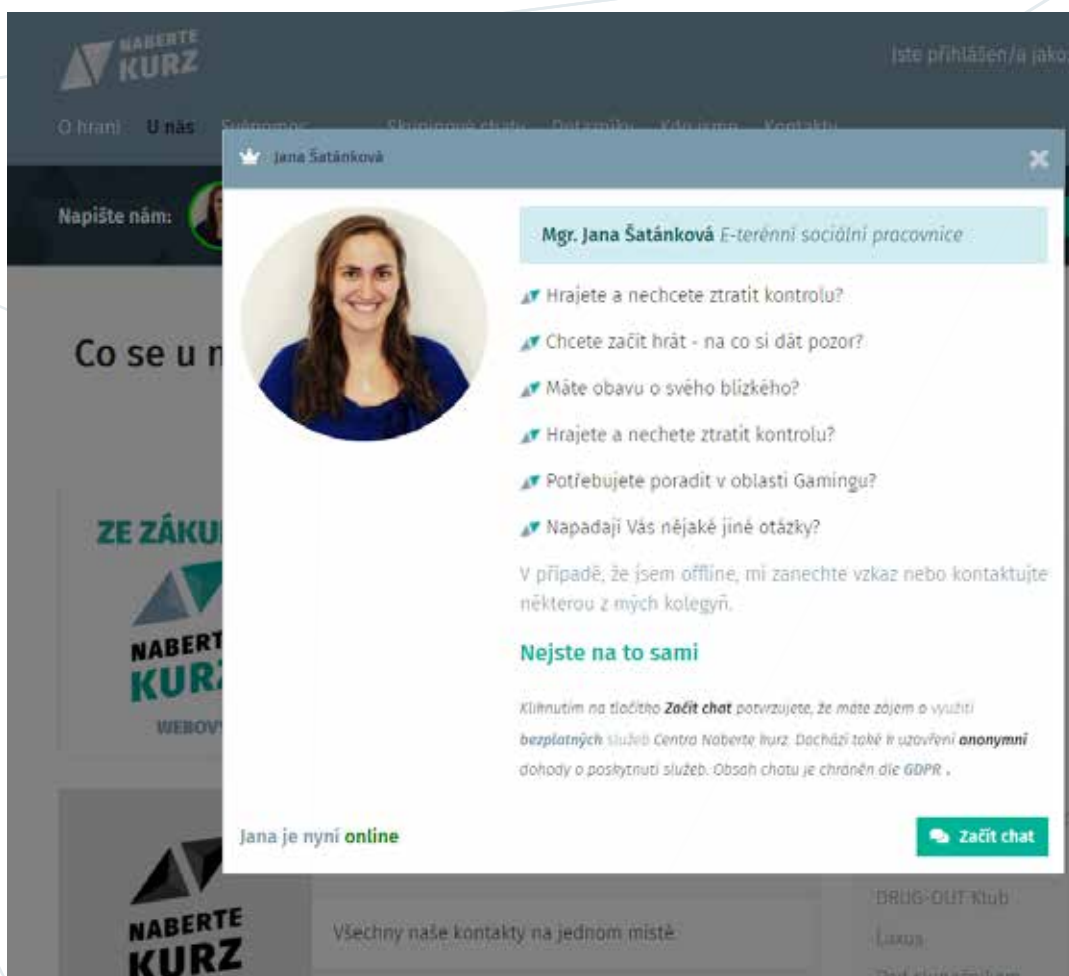 NABERTE
KURZ
Jste přihlášen/a jako:
O hraní U nás Svépomoc Skupinové chaty Dotazníky Kdo jsme Kontakty
Jana Šatánková
Napište nám:
Mgr. Jana Šatánková E-terénní sociální pracovnice
Hrajete a nechcete ztratit kontrolu?
Chcete začít hrát - na co si dát pozor?
Co se u n
Máte obavu o svého blízkého?
Hrajete a nechete ztratit kontrolu?
Potřebujete poradit v oblasti Gamingu?
Napadají Vás nějaké jiné otázky?
ZE ZÁKU
V případě, že jsem offline, mi zanechte vzkaz nebo kontaktujte
některou z mých kolegyň.
NABERT
KUR
WEBOV
Nejste na to sami
Kliknutím na tlačítko Začít chat potvrzujete, že máte zájem o využití
bezplatných služeb Centra Naberte kurz. Dochází také k uzavření anonymní
dohody o poskytnutí služeb. Obsah chatu je chráněn dle GDPR .
Jana je nyní online
Začít chat
DRUG-OUT Klub
NABERTE
KURZ
Všechny naše kontakty na jednom místě
Luxus